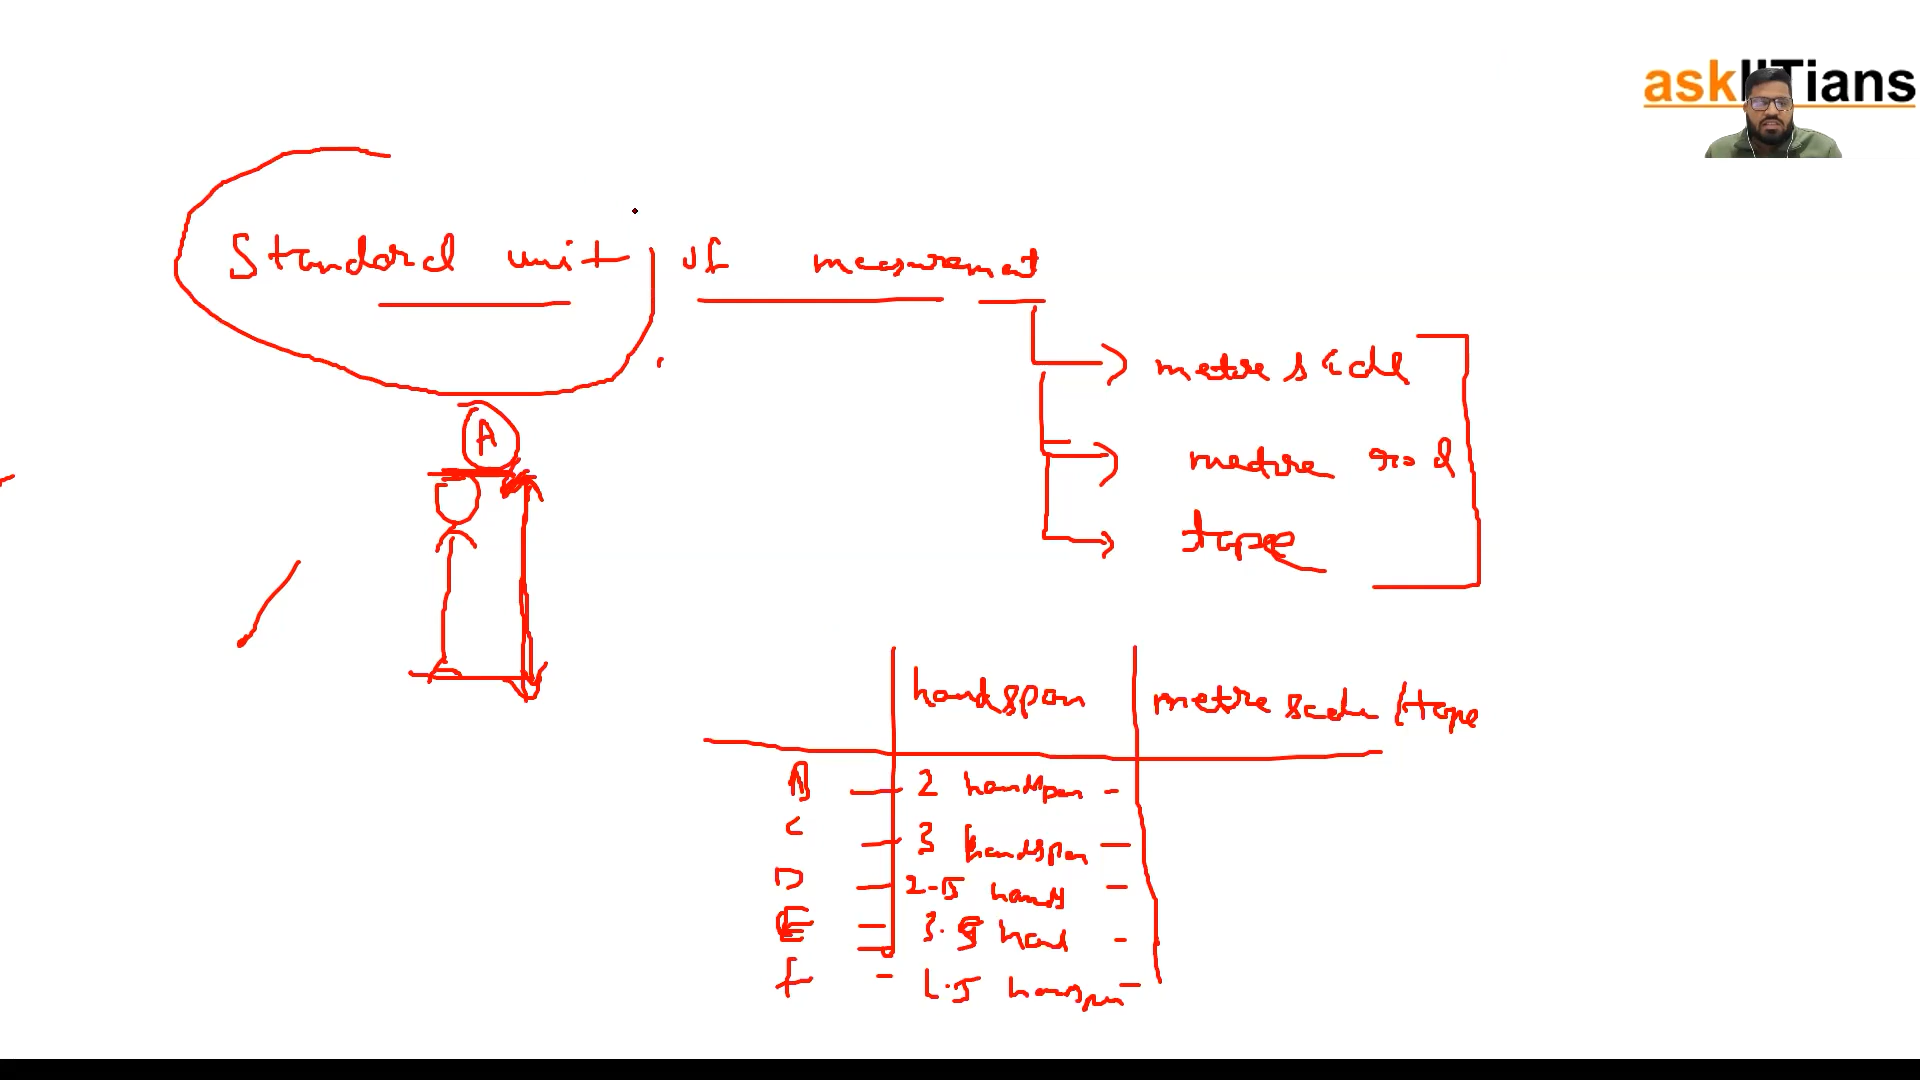 askIITians
Standard unit of measurement
metre scale
metre rod
tape
A
handspan metre scale / tape
B 2 handspan
C 3 handspan
D 2.5 hands
E 3.5 hand
F 1.5 handspan